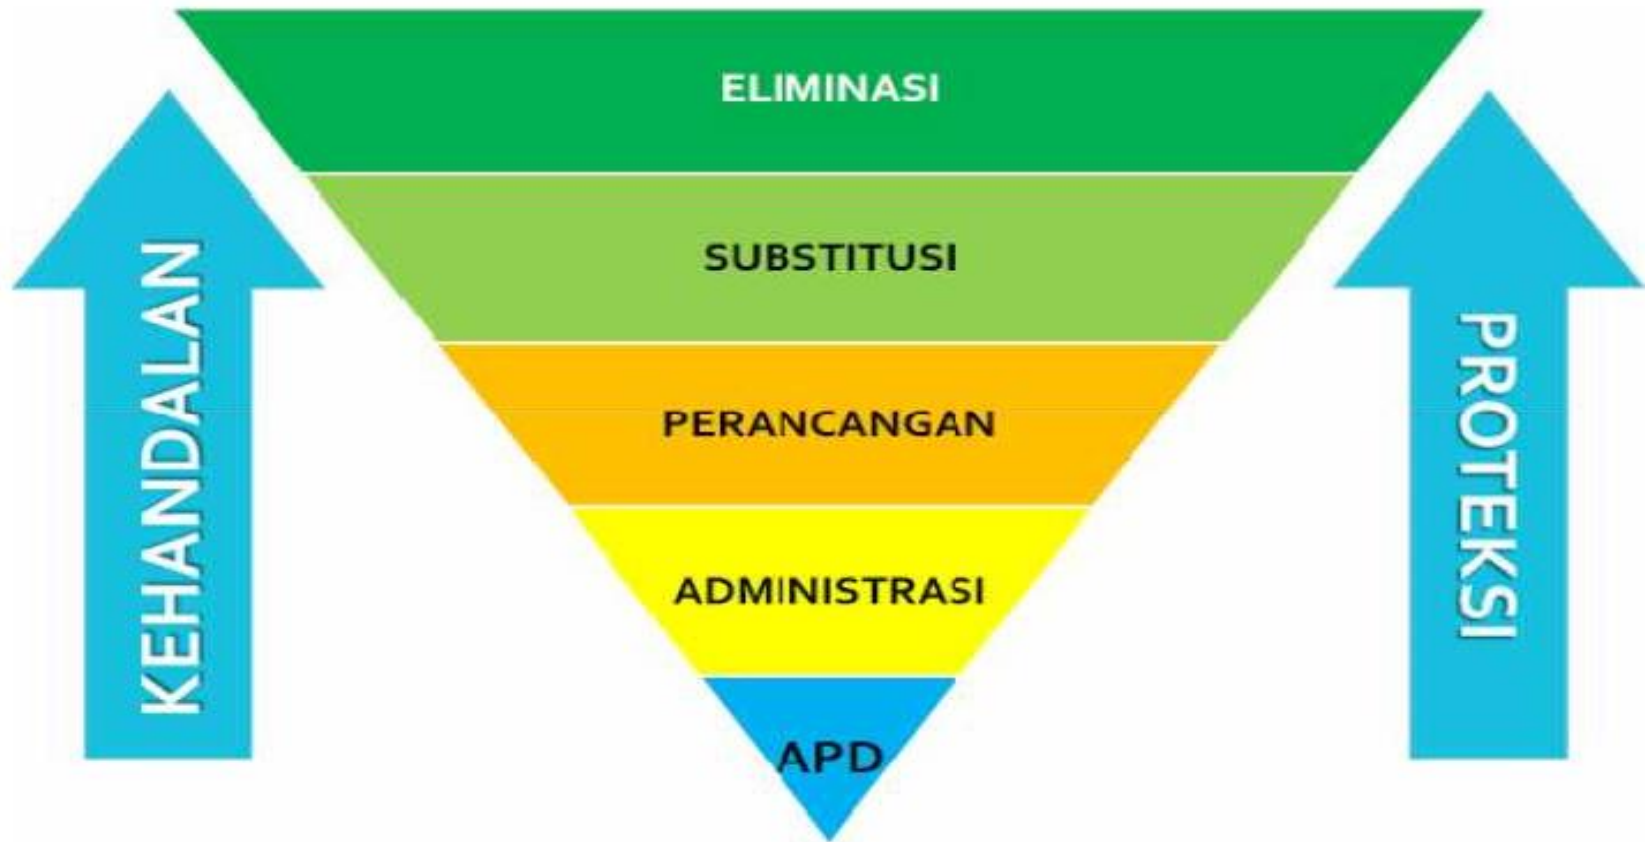 ELIMINASI
SUBSTITUSI
PERANCANGAN
ADMINISTRASI
APD
KEHANDALAN
PROTEKSI